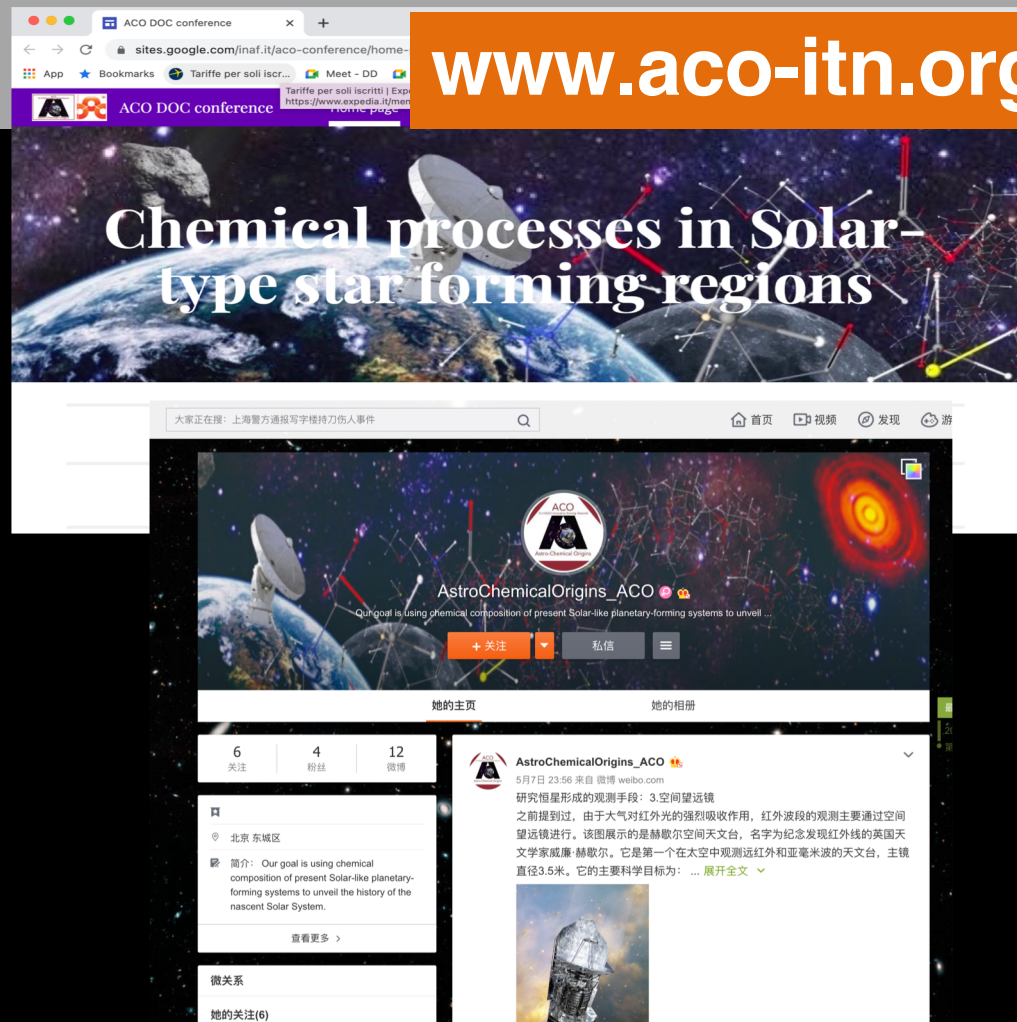 ACO DOC conference
www.aco-itn.org
sites.google.com/inaf.it/aco-conference/home-
App
Bookmarks
Tariffe per soli iscr...
Meet - DD
Tariffe per soli iscritti | Expe
https://www.expedia.it/mem
ACO DOC conference
Home page
Chemical processes in Solar-
type star forming regions
大家正在搜：上海警方通报写字楼持刀伤人事件
首页
视频
发现
游
ACO
Astro-Chemical Origins
AstroChemicalOrigins_ACO
Our goal is using chemical composition of present Solar-like planetary-forming systems to unveil ...
+ 关注
私信
她的主页
她的相册
6
4
12
关注
粉丝
微博
AstroChemicalOrigins_ACO
5月7日 23:56 来自 微博 weibo.com
研究恒星形成的观测手段：3.空间望远镜
之前提到过，由于大气对红外光的强烈吸收作用，红外波段的观测主要通过空间
望远镜进行。该图展示的是赫歇尔空间天文台，名字为纪念发现红外线的英国天
文学家威廉·赫歇尔。它是第一个在太空中观测远红外和亚毫米波的天文台，主镜
直径3.5米。它的主要科学目标为： ... 展开全文
北京 东城区
简介： Our goal is using chemical
composition of present Solar-like planetary-
forming systems to unveil the history of the
nascent Solar System.
查看更多 >
微关系
她的关注(6)